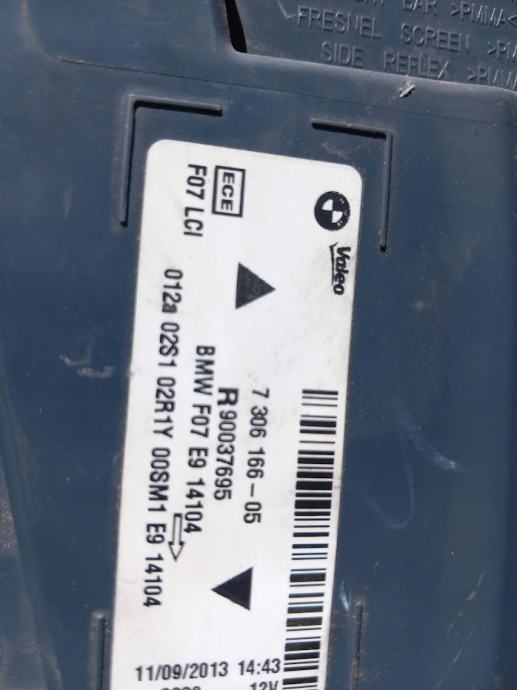 FRESNEL SCREEN
SIDE REFLEX >PMMA
Valeo
ECE
F07 LCI
7 306 166-05
R 90037695
BMW F07 E9 14104
012a 02S1 02R1Y 00SM1 E9 14104
11/09/2013 14:43
12V